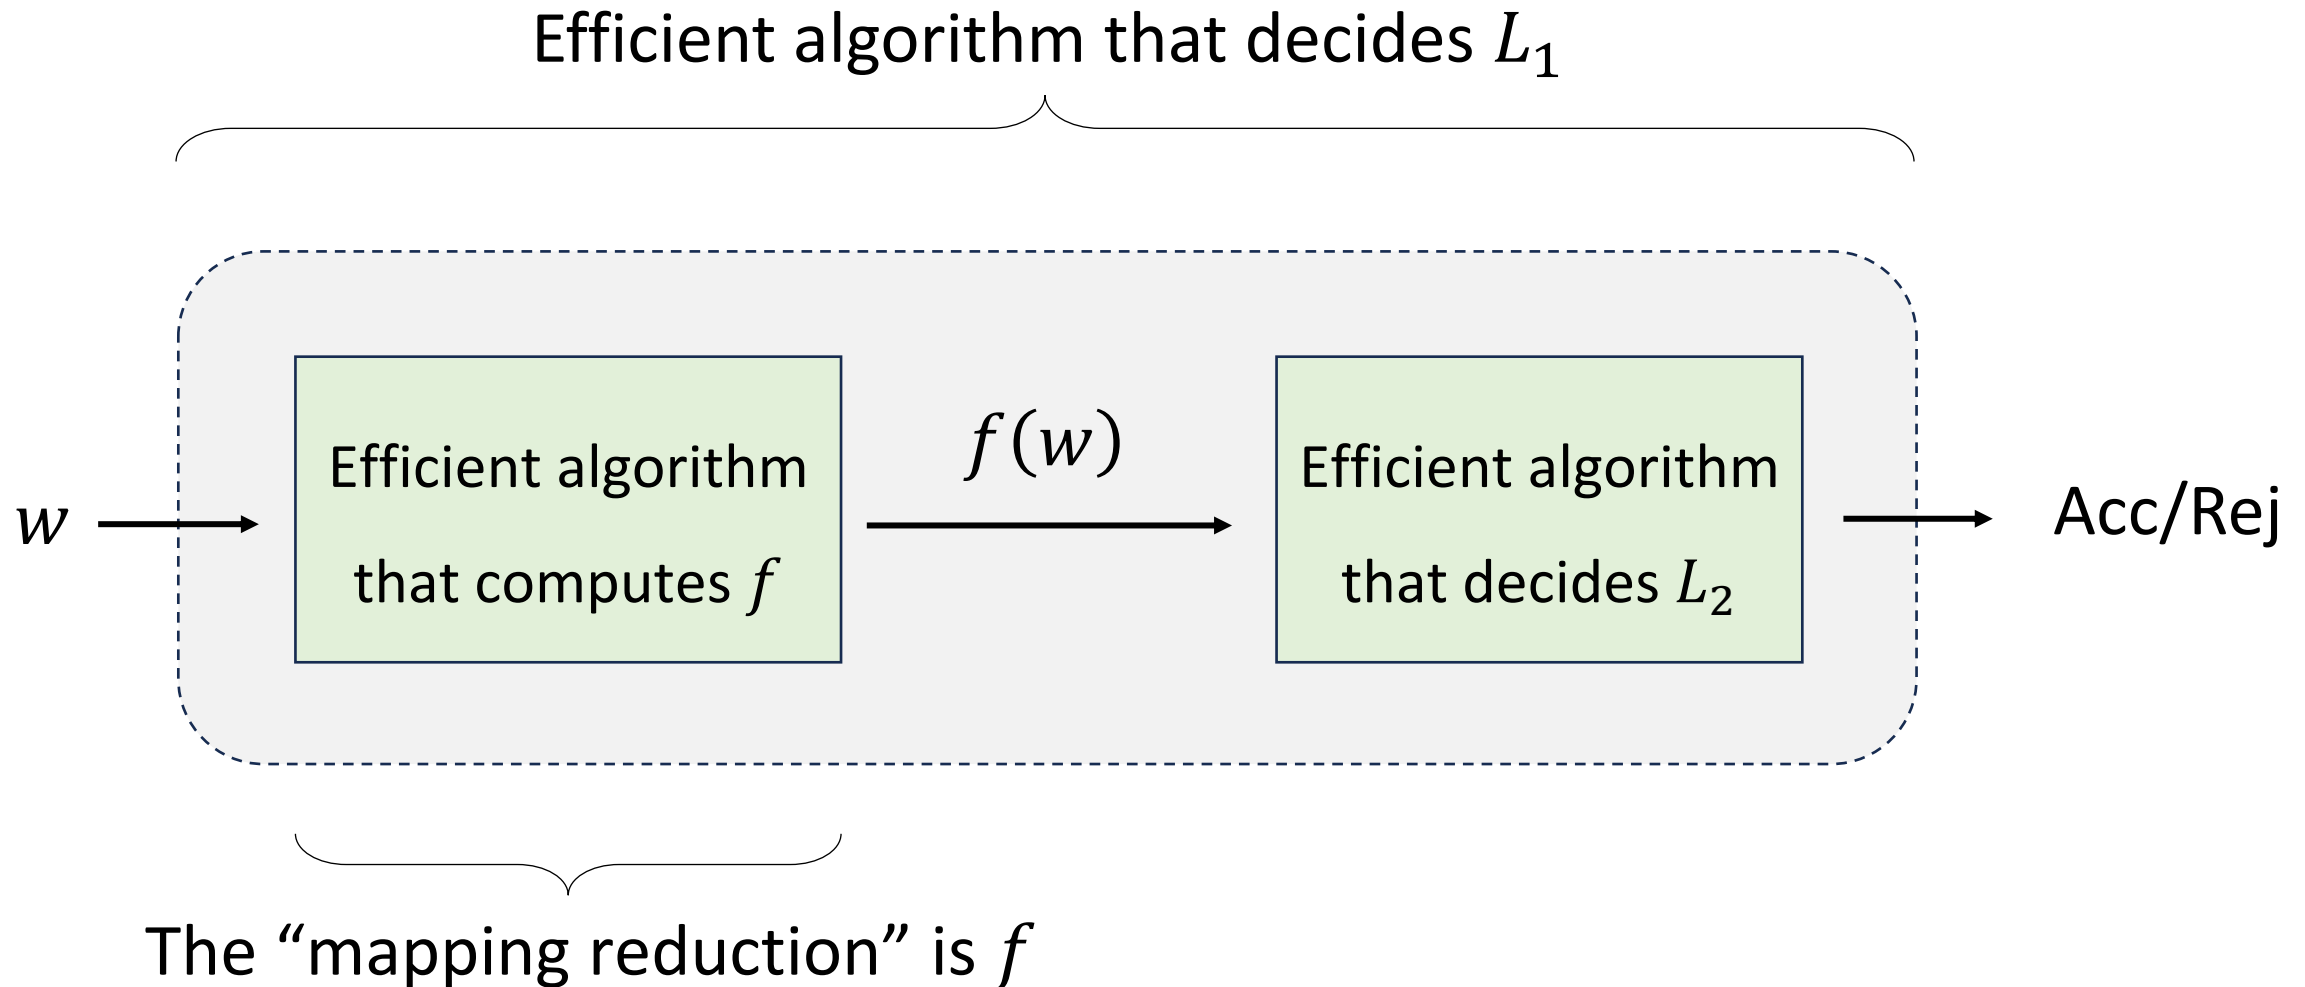 Efficient algorithm that decides L₁
w
Efficient algorithm
that computes f
f(w)
Efficient algorithm
that decides L₂
Acc/Rej
The “mapping reduction” is f